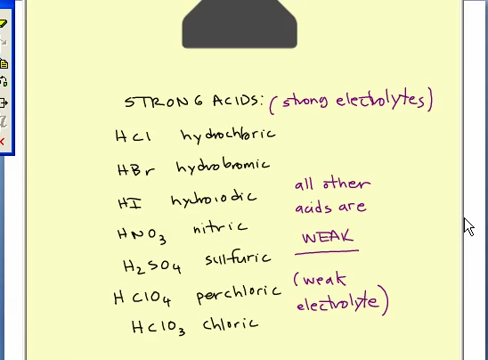 STRONG ACIDS: (strong electrolytes)
HCl hydrochloric
HBr hydrobromic
HI hydroiodic
HNO3 nitric
H2SO4 sulfuric
HClO4 perchloric
HClO3 chloric
all other
acids are
WEAK
(weak
electrolyte)